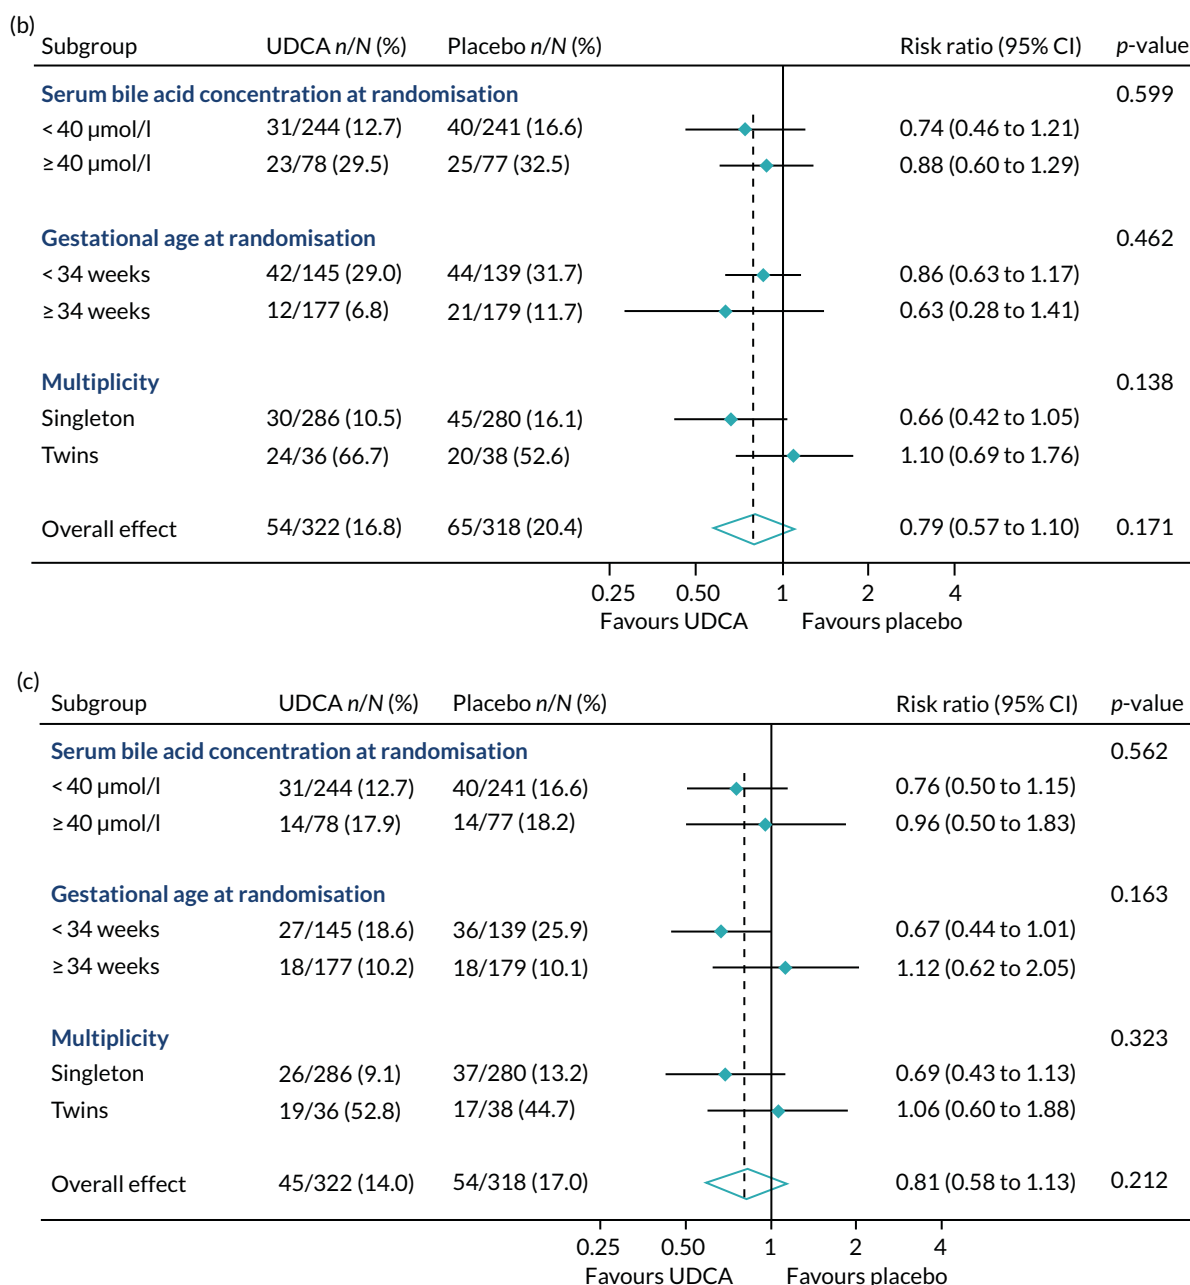 (b)
Subgroup UDCA n/N (%) Placebo n/N (%) Risk ratio (95% CI) p-value
Serum bile acid concentration at randomisation 0.599
< 40 µmol/l 31/244 (12.7) 40/241 (16.6) 0.74 (0.46 to 1.21)
≥ 40 µmol/l 23/78 (29.5) 25/77 (32.5) 0.88 (0.60 to 1.29)
Gestational age at randomisation 0.462
< 34 weeks 42/145 (29.0) 44/139 (31.7) 0.86 (0.63 to 1.17)
≥ 34 weeks 12/177 (6.8) 21/179 (11.7) 0.63 (0.28 to 1.41)
Multiplicity 0.138
Singleton 30/286 (10.5) 45/280 (16.1) 0.66 (0.42 to 1.05)
Twins 24/36 (66.7) 20/38 (52.6) 1.10 (0.69 to 1.76)
Overall effect 54/322 (16.8) 65/318 (20.4) 0.79 (0.57 to 1.10) 0.171
0.25 0.50 1 2 4
Favours UDCA Favours placebo
(c)
Subgroup UDCA n/N (%) Placebo n/N (%) Risk ratio (95% CI) p-value
Serum bile acid concentration at randomisation 0.562
< 40 µmol/l 31/244 (12.7) 40/241 (16.6) 0.76 (0.50 to 1.15)
≥ 40 µmol/l 14/78 (17.9) 14/77 (18.2) 0.96 (0.50 to 1.83)
Gestational age at randomisation 0.163
< 34 weeks 27/145 (18.6) 36/139 (25.9) 0.67 (0.44 to 1.01)
≥ 34 weeks 18/177 (10.2) 18/179 (10.1) 1.12 (0.62 to 2.05)
Multiplicity 0.323
Singleton 26/286 (9.1) 37/280 (13.2) 0.69 (0.43 to 1.13)
Twins 19/36 (52.8) 17/38 (44.7) 1.06 (0.60 to 1.88)
Overall effect 45/322 (14.0) 54/318 (17.0) 0.81 (0.58 to 1.13) 0.212
0.25 0.50 1 2 4
Favours UDCA Favours placebo